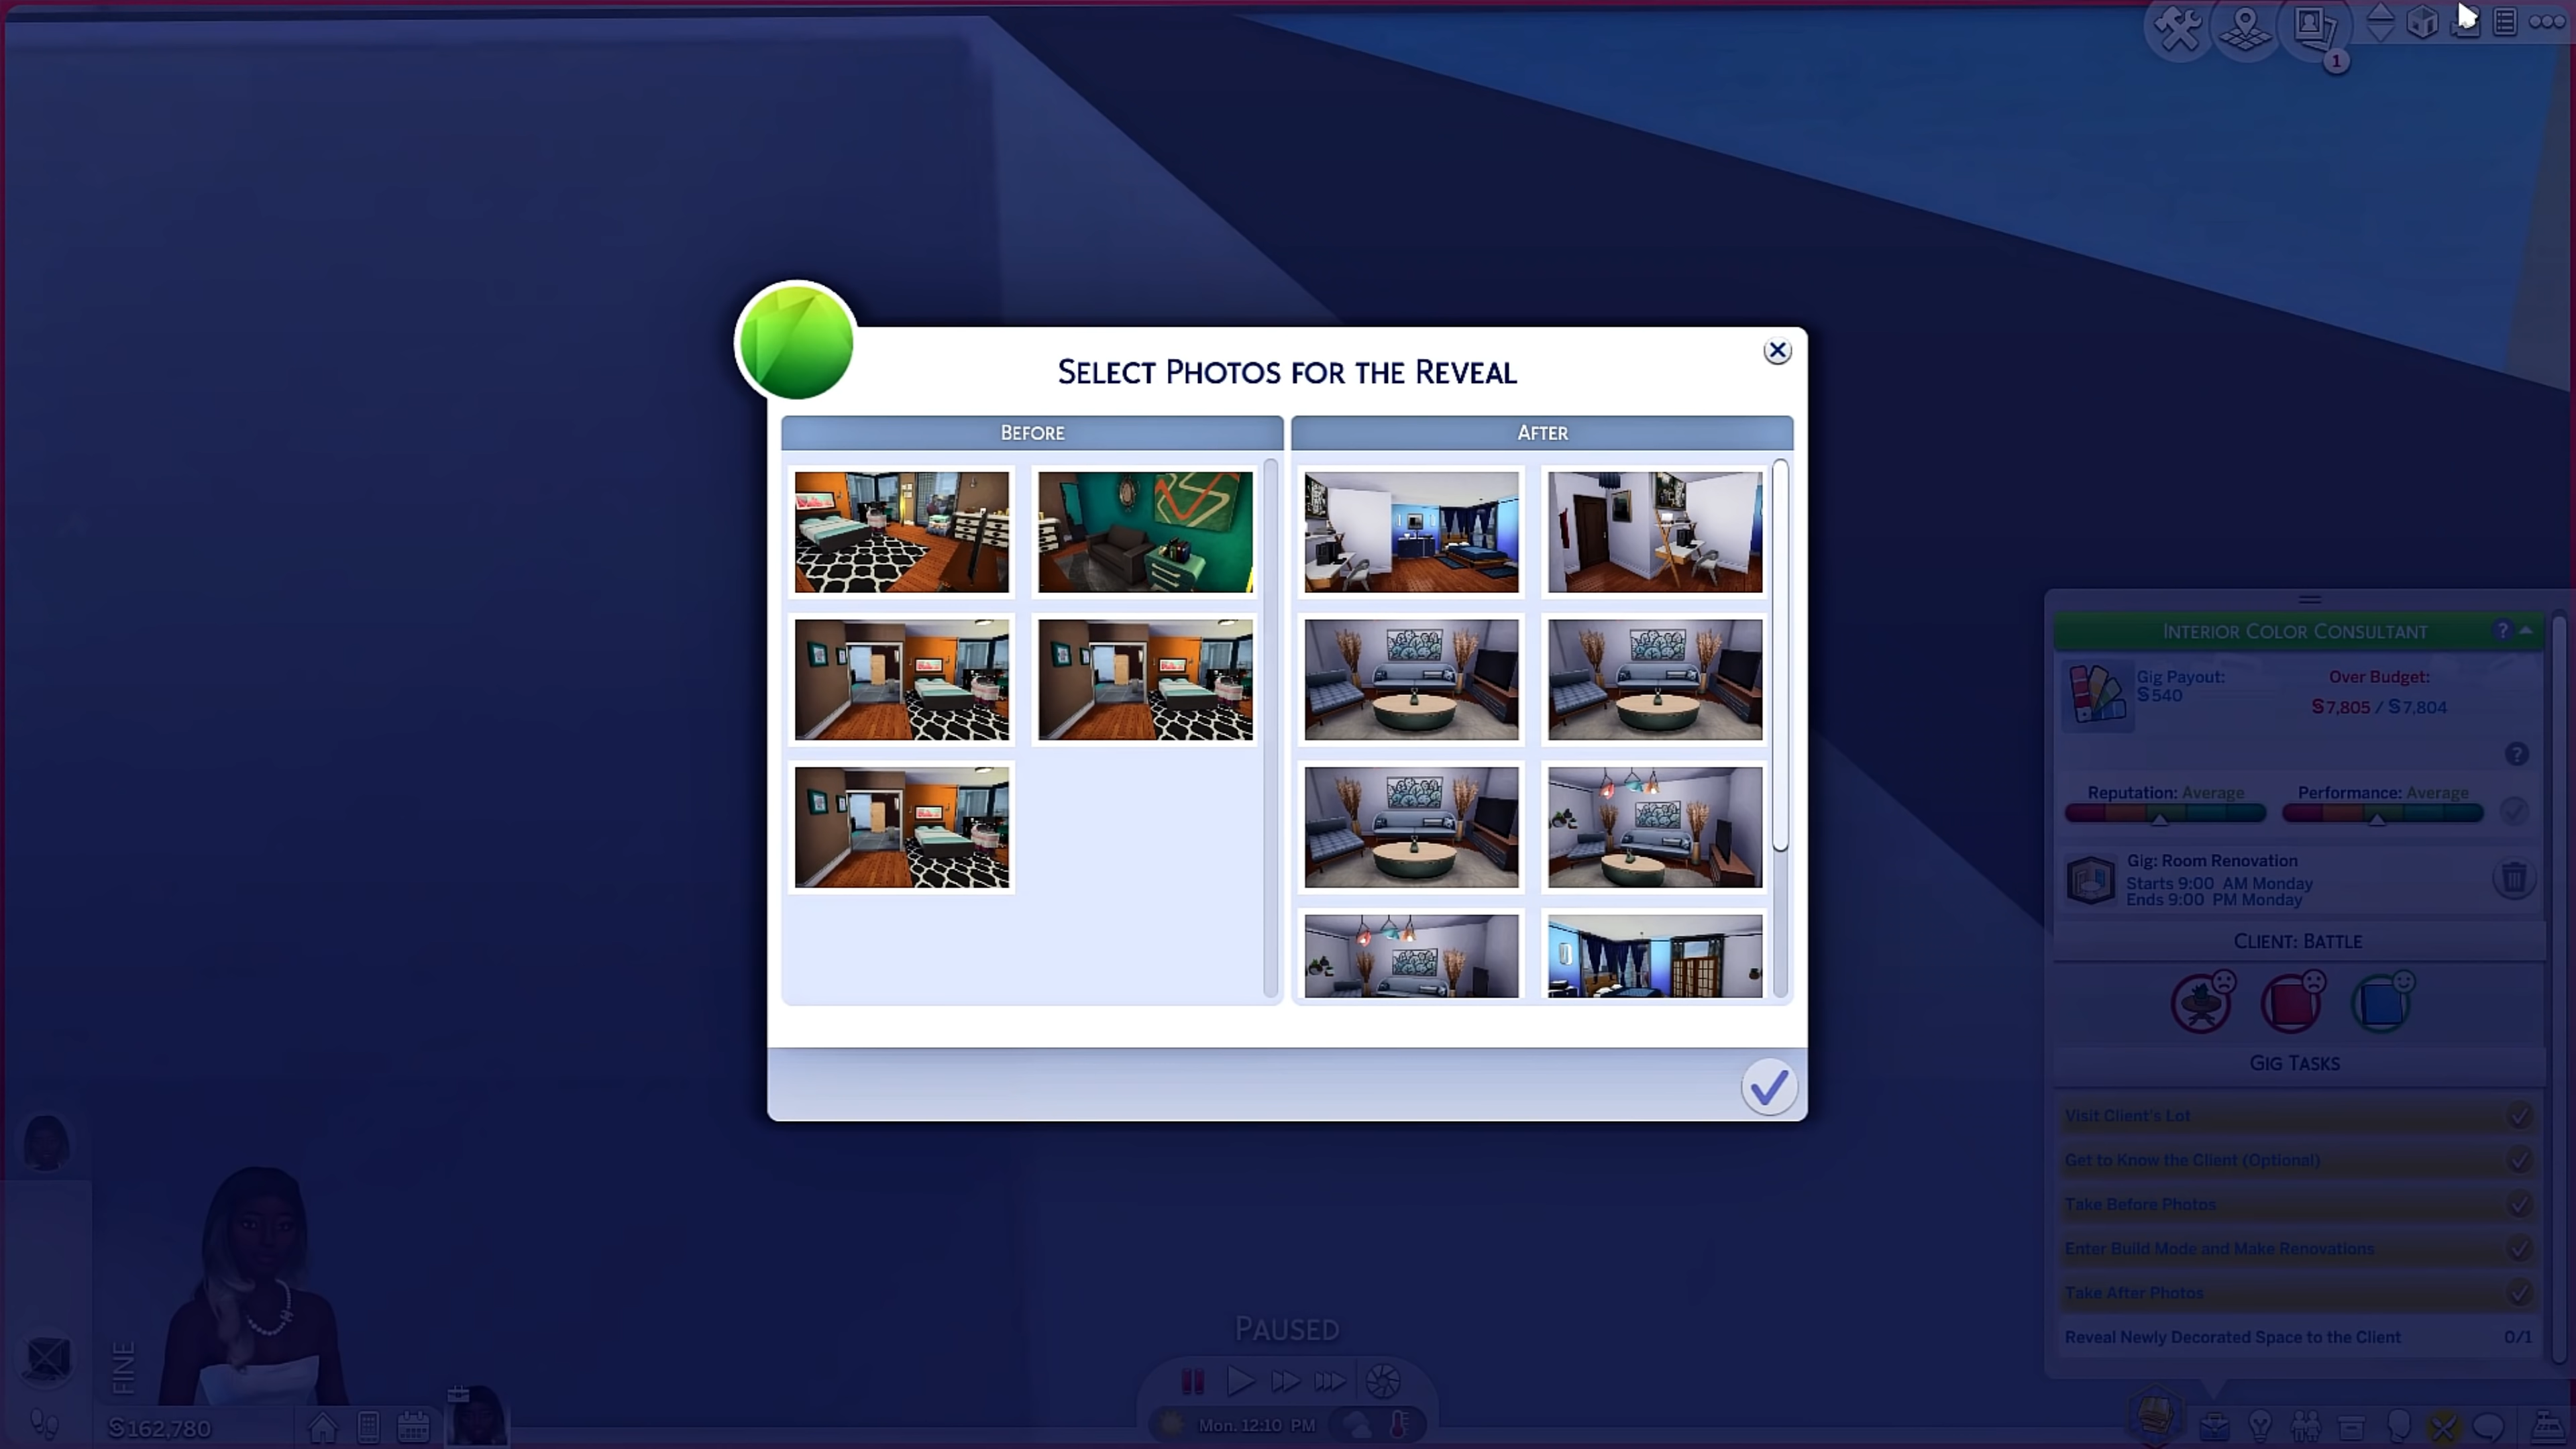 1
SELECT PHOTOS FOR THE REVEAL
BEFORE
AFTER
INTERIOR COLOR CONSULTANT
?
Gig Payout:
§540
Over Budget:
§7,805 / §7,804
?
Reputation: Average
Performance: Average
Gig: Room Renovation
Starts 9:00 AM Monday
Ends 9:00 PM Monday
CLIENT: BATTLE
GIG TASKS
Visit Client's Lot
Get to Know the Client (Optional)
Take Before Photos
Enter Build Mode and Make Renovations
Take After Photos
Reveal Newly Decorated Space to the Client 0/1
PAUSED
FINE
§162,780
Mon. 12:10 PM